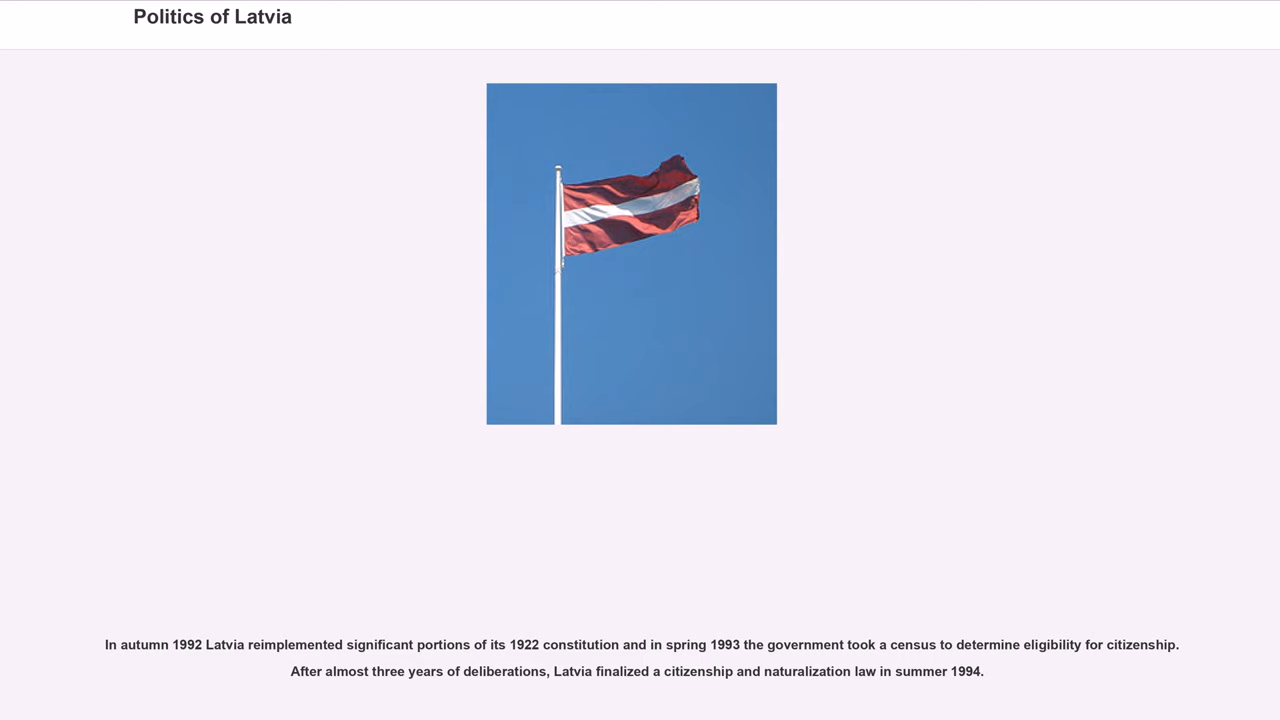 Politics of Latvia
In autumn 1992 Latvia reimplemented significant portions of its 1922 constitution and in spring 1993 the government took a census to determine eligibility for citizenship.
After almost three years of deliberations, Latvia finalized a citizenship and naturalization law in summer 1994.